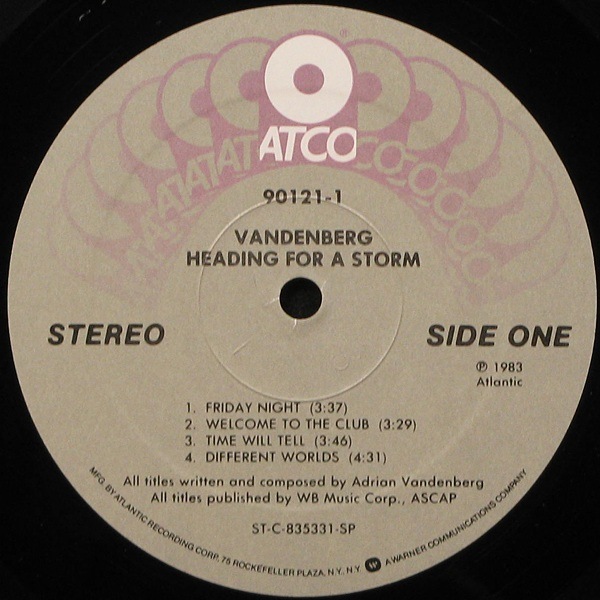 ATCO
90121-1
VANDENBERG
HEADING FOR A STORM
STEREO
SIDE ONE
℗ 1983
Atlantic
1. FRIDAY NIGHT (3:37)
2. WELCOME TO THE CLUB (3:29)
3. TIME WILL TELL (3:46)
4. DIFFERENT WORLDS (4:31)
All titles written and composed by Adrian Vandenberg
All titles published by WB Music Corp., ASCAP
ST-C-835331-SP
MFG. BY ATLANTIC RECORDING CORP. 75 ROCKEFELLER PLAZA, N.Y., N.Y. A WARNER COMMUNICATIONS COMPANY